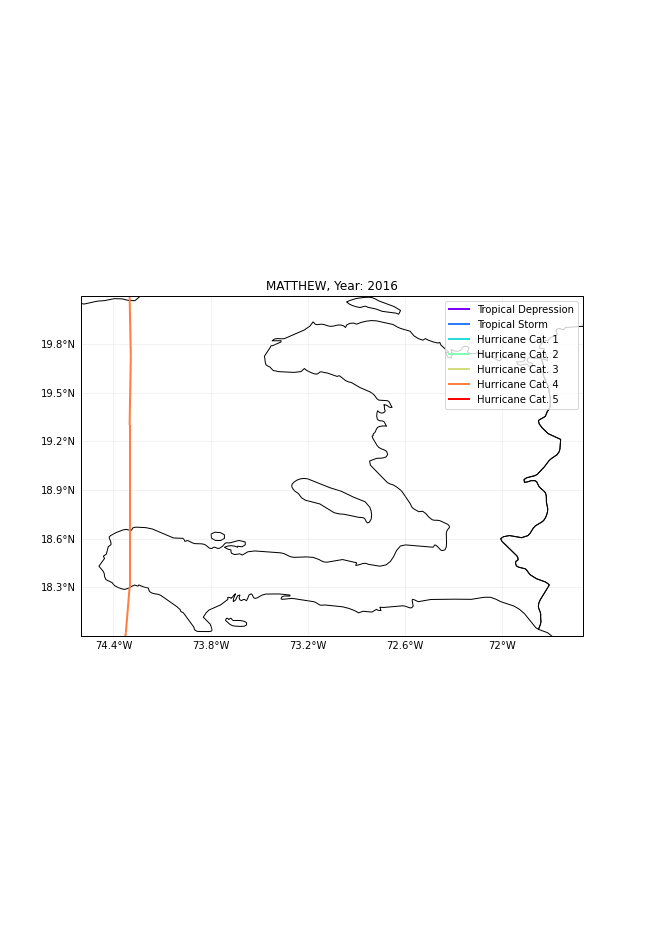 MATTHEW, Year: 2016
Tropical Depression
Tropical Storm
Hurricane Cat. 1
Hurricane Cat. 2
Hurricane Cat. 3
Hurricane Cat. 4
Hurricane Cat. 5
19.8°N
19.5°N
19.2°N
18.9°N
18.6°N
18.3°N
74.4°W 73.8°W 73.2°W 72.6°W 72°W